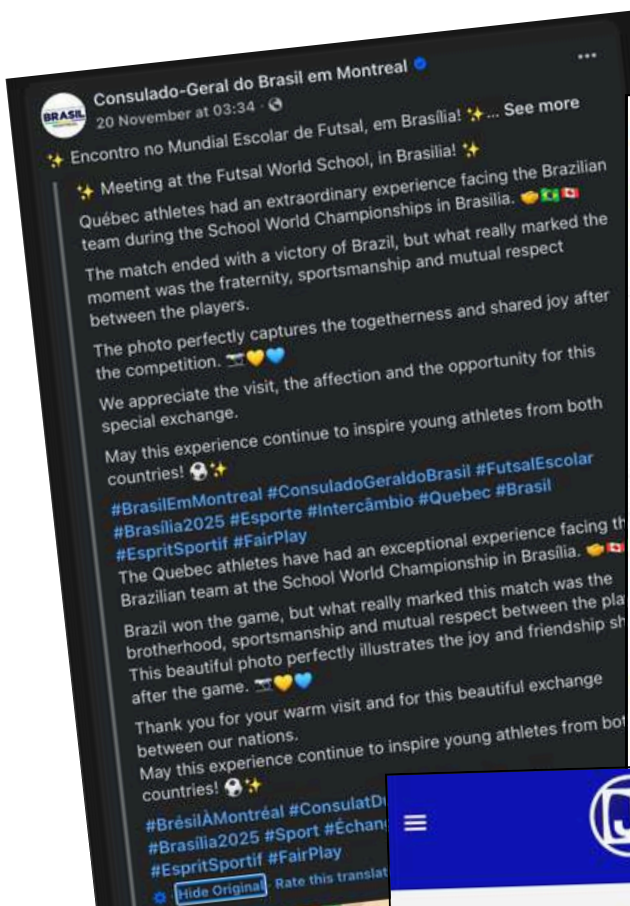 Consulado-Geral do Brasil em Montreal
BRASIL
20 November at 03:34 ·
✨ Encontro no Mundial Escolar de Futsal, em Brasília! ✨... See more
✨ Meeting at the Futsal World School, in Brasilia! ✨
Québec athletes had an extraordinary experience facing the Brazilian
team during the School World Championships in Brasília. 🤝🇧🇷🇨🇦
The match ended with a victory of Brazil, but what really marked the
moment was the fraternity, sportsmanship and mutual respect
between the players.
The photo perfectly captures the togetherness and shared joy after
the competition. 📸💛💙
We appreciate the visit, the affection and the opportunity for this
special exchange.
May this experience continue to inspire young athletes from both
countries! ⚽✨
#BrasilEmMontreal #ConsuladoGeraldoBrasil #FutsalEscolar
#Brasília2025 #Esporte #Intercâmbio #Quebec #Brasil
#EspritSportif #FairPlay
The Quebec athletes have had an exceptional experience facing th
Brazilian team at the School World Championship in Brasília. 🤝🇨🇦
Brazil won the game, but what really marked this match was the
brotherhood, sportsmanship and mutual respect between the pla
This beautiful photo perfectly illustrates the joy and friendship sh
after the game. 📸💛💙
Thank you for your warm visit and for this beautiful exchange
between our nations.
May this experience continue to inspire young athletes from bot
countries! ⚽✨
#BrésilÀMontréal #ConsulatDu
#Brasília2025 #Sport #Échang
#EspritSportif #FairPlay
Hide Original · Rate this translat